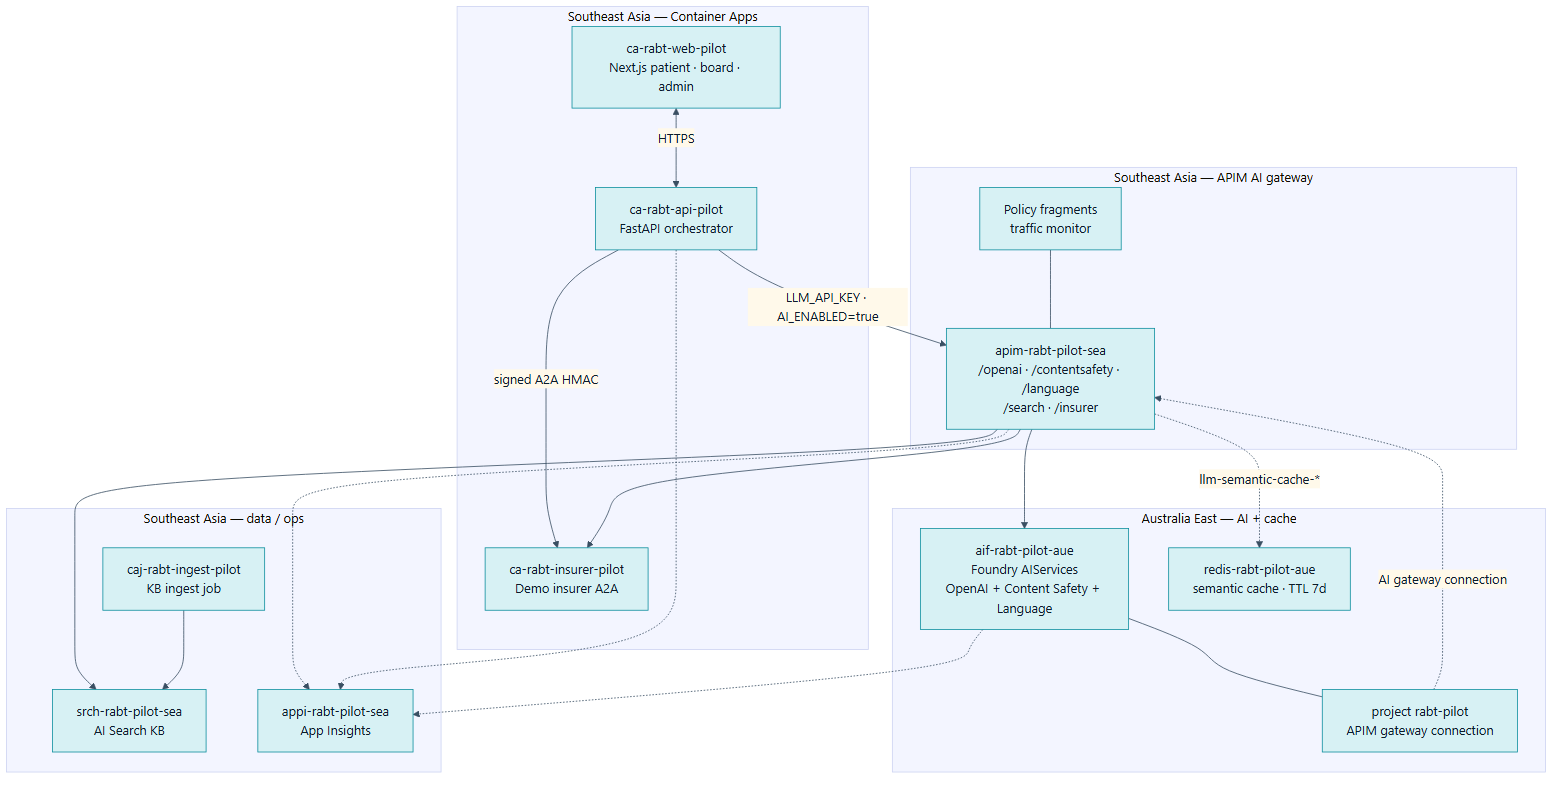 Southeast Asia — Container Apps
ca-rabt-web-pilot
Next.js patient · board ·
admin
HTTPS
ca-rabt-api-pilot
FastAPI orchestrator
Southeast Asia — APIM AI gateway
Policy fragments
traffic monitor
LLM_API_KEY ·
AI_ENABLED=true
apim-rabt-pilot-sea
/openai · /contentsafety ·
/language
/search · /insurer
signed A2A HMAC
llm-semantic-cache-*
AI gateway connection
Southeast Asia — data / ops
caj-rabt-ingest-pilot
KB ingest job
ca-rabt-insurer-pilot
Demo insurer A2A
Australia East — AI + cache
aif-rabt-pilot-aue
Foundry AIServices
OpenAI + Content Safety +
Language
redis-rabt-pilot-aue
semantic cache · TTL 7d
srch-rabt-pilot-sea
AI Search KB
appi-rabt-pilot-sea
App Insights
project rabt-pilot
APIM gateway connection